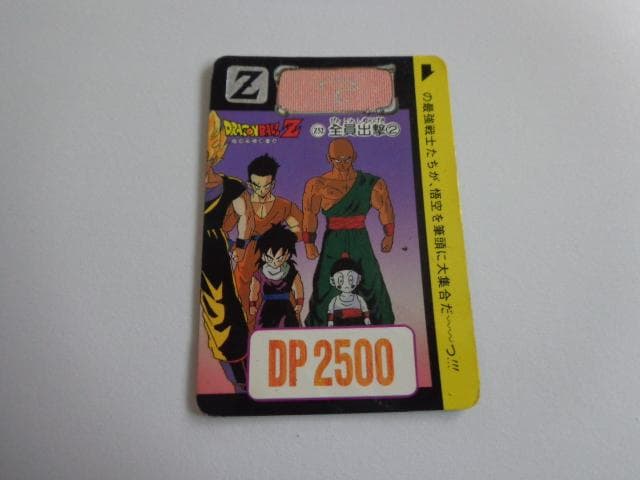 Z
DRAGON BALL Z
全員出撃②
DP 2500
の最強戦士たちが、悟空を筆頭に大集合だ〜〜〜っ!!!